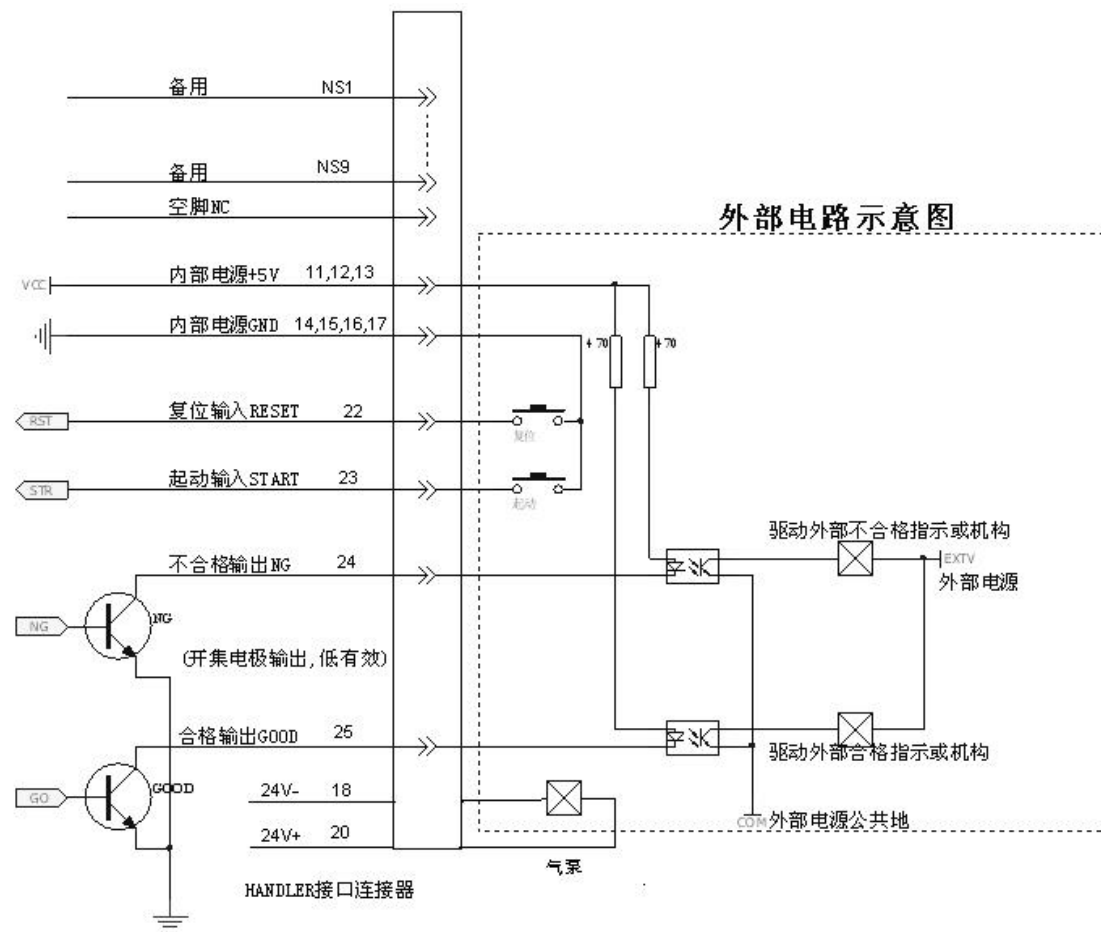 备用 NS1
备用 NS9
空脚NC
外部电路示意图
VCC 内部电源+5V 11,12,13
内部电源GND 14,15,16,17
470 470
RST 复位输入RESET 22
复位
STR 起动输入START 23
起动
驱动外部不合格指示或机构
不合格输出NG 24
EXTV
外部电源
NG NG
(开集电极输出,低有效)
合格输出GOOD 25
驱动外部合格指示或机构
GO GOOD
24V- 18
COM 外部电源公共地
24V+ 20
气泵
HANDLER接口连接器